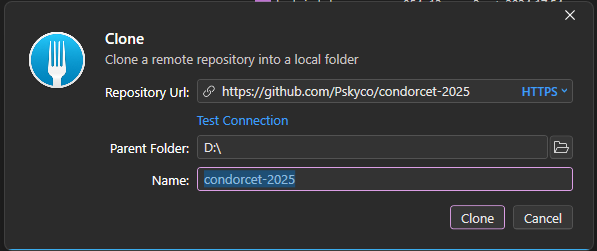 Clone
Clone a remote repository into a local folder
Repository Url: https://github.com/Pskyco/condorcet-2025 HTTPS
Test Connection
Parent Folder: D:\
Name: condorcet-2025
Clone Cancel